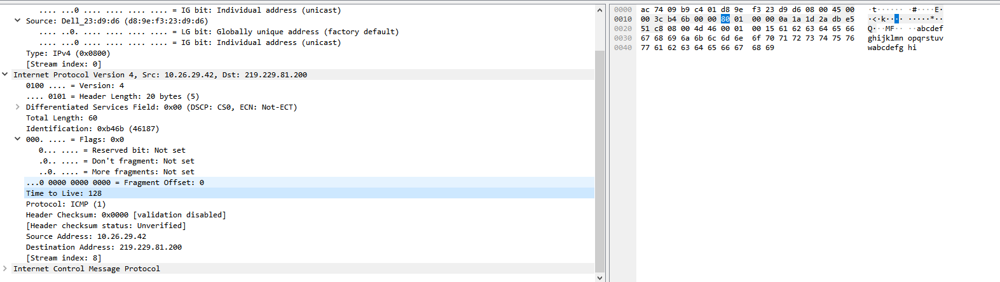 .... ...0 .... .... .... .... = IG bit: Individual address (unicast)
Source: Dell_23:d9:d6 (d8:9e:f3:23:d9:d6)
.... ..0. .... .... .... .... = LG bit: Globally unique address (factory default)
.... ...0 .... .... .... .... = IG bit: Individual address (unicast)
Type: IPv4 (0x0800)
[Stream index: 0]
Internet Protocol Version 4, Src: 10.26.29.42, Dst: 219.229.81.200
0100 .... = Version: 4
.... 0101 = Header Length: 20 bytes (5)
Differentiated Services Field: 0x00 (DSCP: CS0, ECN: Not-ECT)
Total Length: 60
Identification: 0xb46b (46187)
000. .... = Flags: 0x0
0... .... = Reserved bit: Not set
.0.. .... = Don't fragment: Not set
..0. .... = More fragments: Not set
...0 0000 0000 0000 = Fragment Offset: 0
Time to Live: 128
Protocol: ICMP (1)
Header Checksum: 0x0000 [validation disabled]
[Header checksum status: Unverified]
Source Address: 10.26.29.42
Destination Address: 219.229.81.200
[Stream index: 8]
Internet Control Message Protocol
0000 ac 74 09 b9 c4 01 d8 9e f3 23 d9 d6 08 00 45 00 ·t······ ·#····E·
0010 00 3c b4 6b 00 00 80 01 00 00 0a 1a 1d 2a db e5 ·<·k···· ·····*··
0020 51 c8 08 00 4d 46 00 01 00 15 61 62 63 64 65 66 Q···MF·· ··abcdef
0030 67 68 69 6a 6b 6c 6d 6e 6f 70 71 72 73 74 75 76 ghijklmn opqrstuv
0040 77 61 62 63 64 65 66 67 68 69 wabcdefg hi